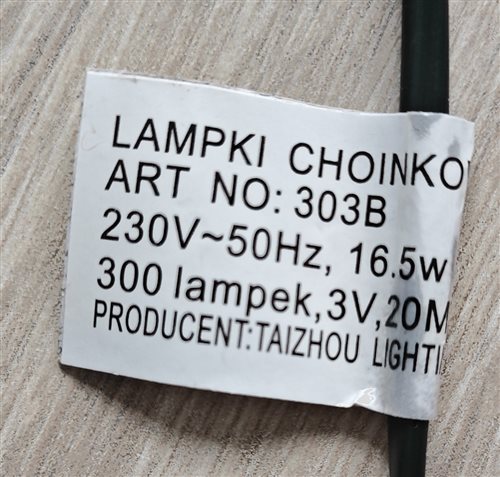 LAMPKI CHOINKO
ART NO: 303B
230V~50Hz, 16.5w
300 lampek,3V,20M
PRODUCENT:TAIZHOU LIGHTI